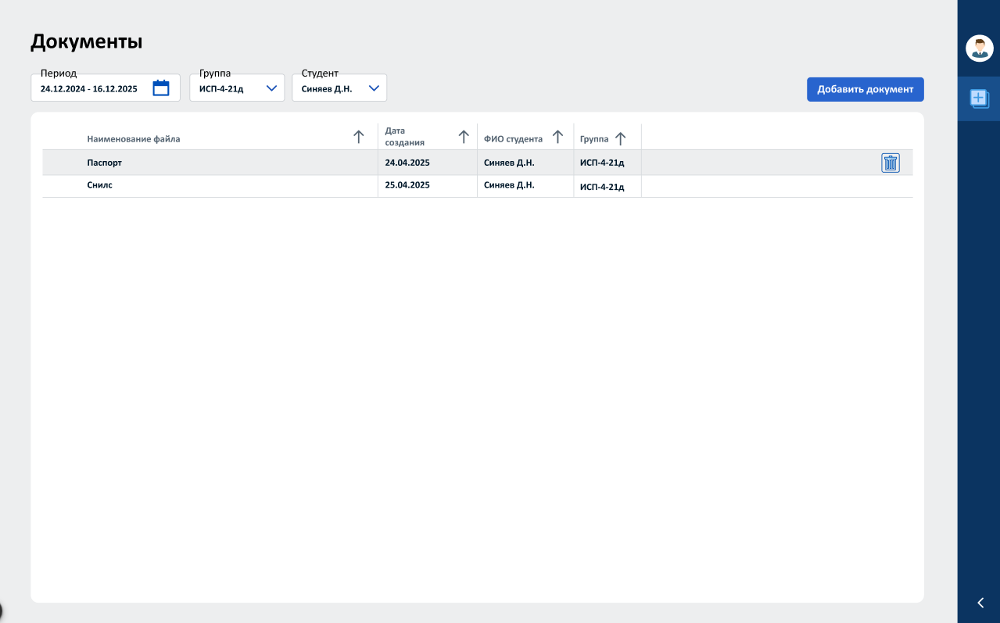 Документы
Период Группа Студент
24.12.2024 - 16.12.2025 ИСП-4-21д Синяев Д.Н. Добавить документ
Дата
Наименование файла создания ФИО студента Группа
Паспорт 24.04.2025 Синяев Д.Н. ИСП-4-21д
Снилс 25.04.2025 Синяев Д.Н. ИСП-4-21д